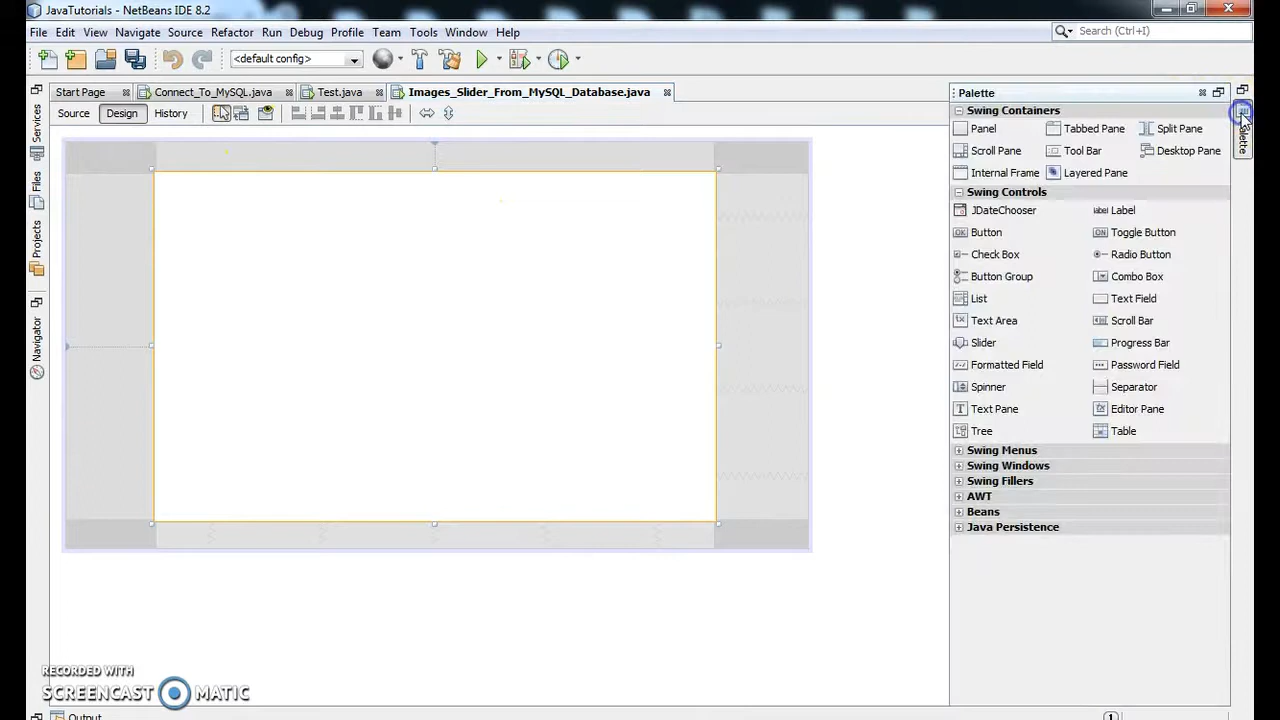 JavaTutorials - NetBeans IDE 8.2
File Edit View Navigate Source Refactor Run Debug Profile Team Tools Window Help
Search (Ctrl+I)
<default config>
Start Page Connect_To_MySQL.java Test.java Images_Slider_From_MySQL_Database.java
Source Design History
Services
Files
Projects
Navigator
Palette
Swing Containers
Panel Tabbed Pane Split Pane
Scroll Pane Tool Bar Desktop Pane
Internal Frame Layered Pane
Swing Controls
JDateChooser label Label
OK Button ON Toggle Button
Check Box Radio Button
Button Group Combo Box
List Text Field
Text Area Scroll Bar
Slider Progress Bar
Formatted Field Password Field
Spinner Separator
Text Pane Editor Pane
Tree Table
Swing Menus
Swing Windows
Swing Fillers
AWT
Beans
Java Persistence
Palette
RECORDED WITH
SCREENCAST MATIC
Output
1